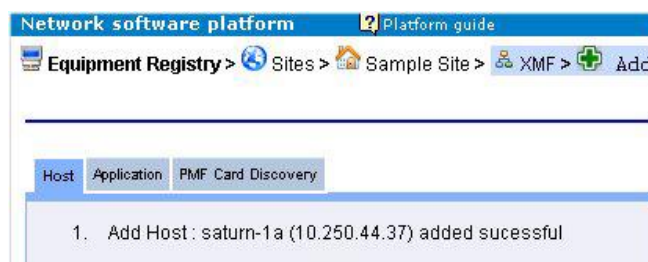 Network software platform Platform guide
Equipment Registry > Sites > Sample Site > XMF > Add
Host Application PMF Card Discovery
1. Add Host : saturn-1a (10.250.44.37) added sucessful